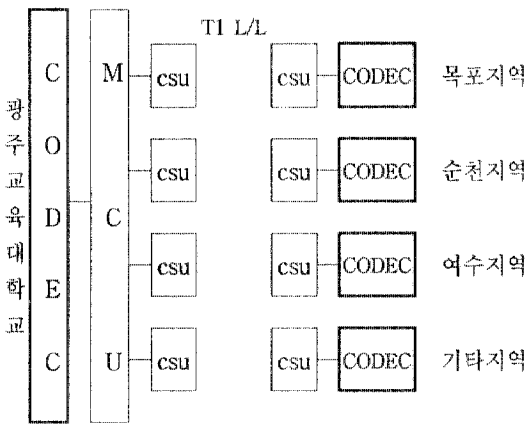 T1 L/L
광주교육대학교
CODEC
MCU
csu csu CODEC 목포지역
csu csu CODEC 순천지역
csu csu CODEC 여수지역
csu csu CODEC 기타지역